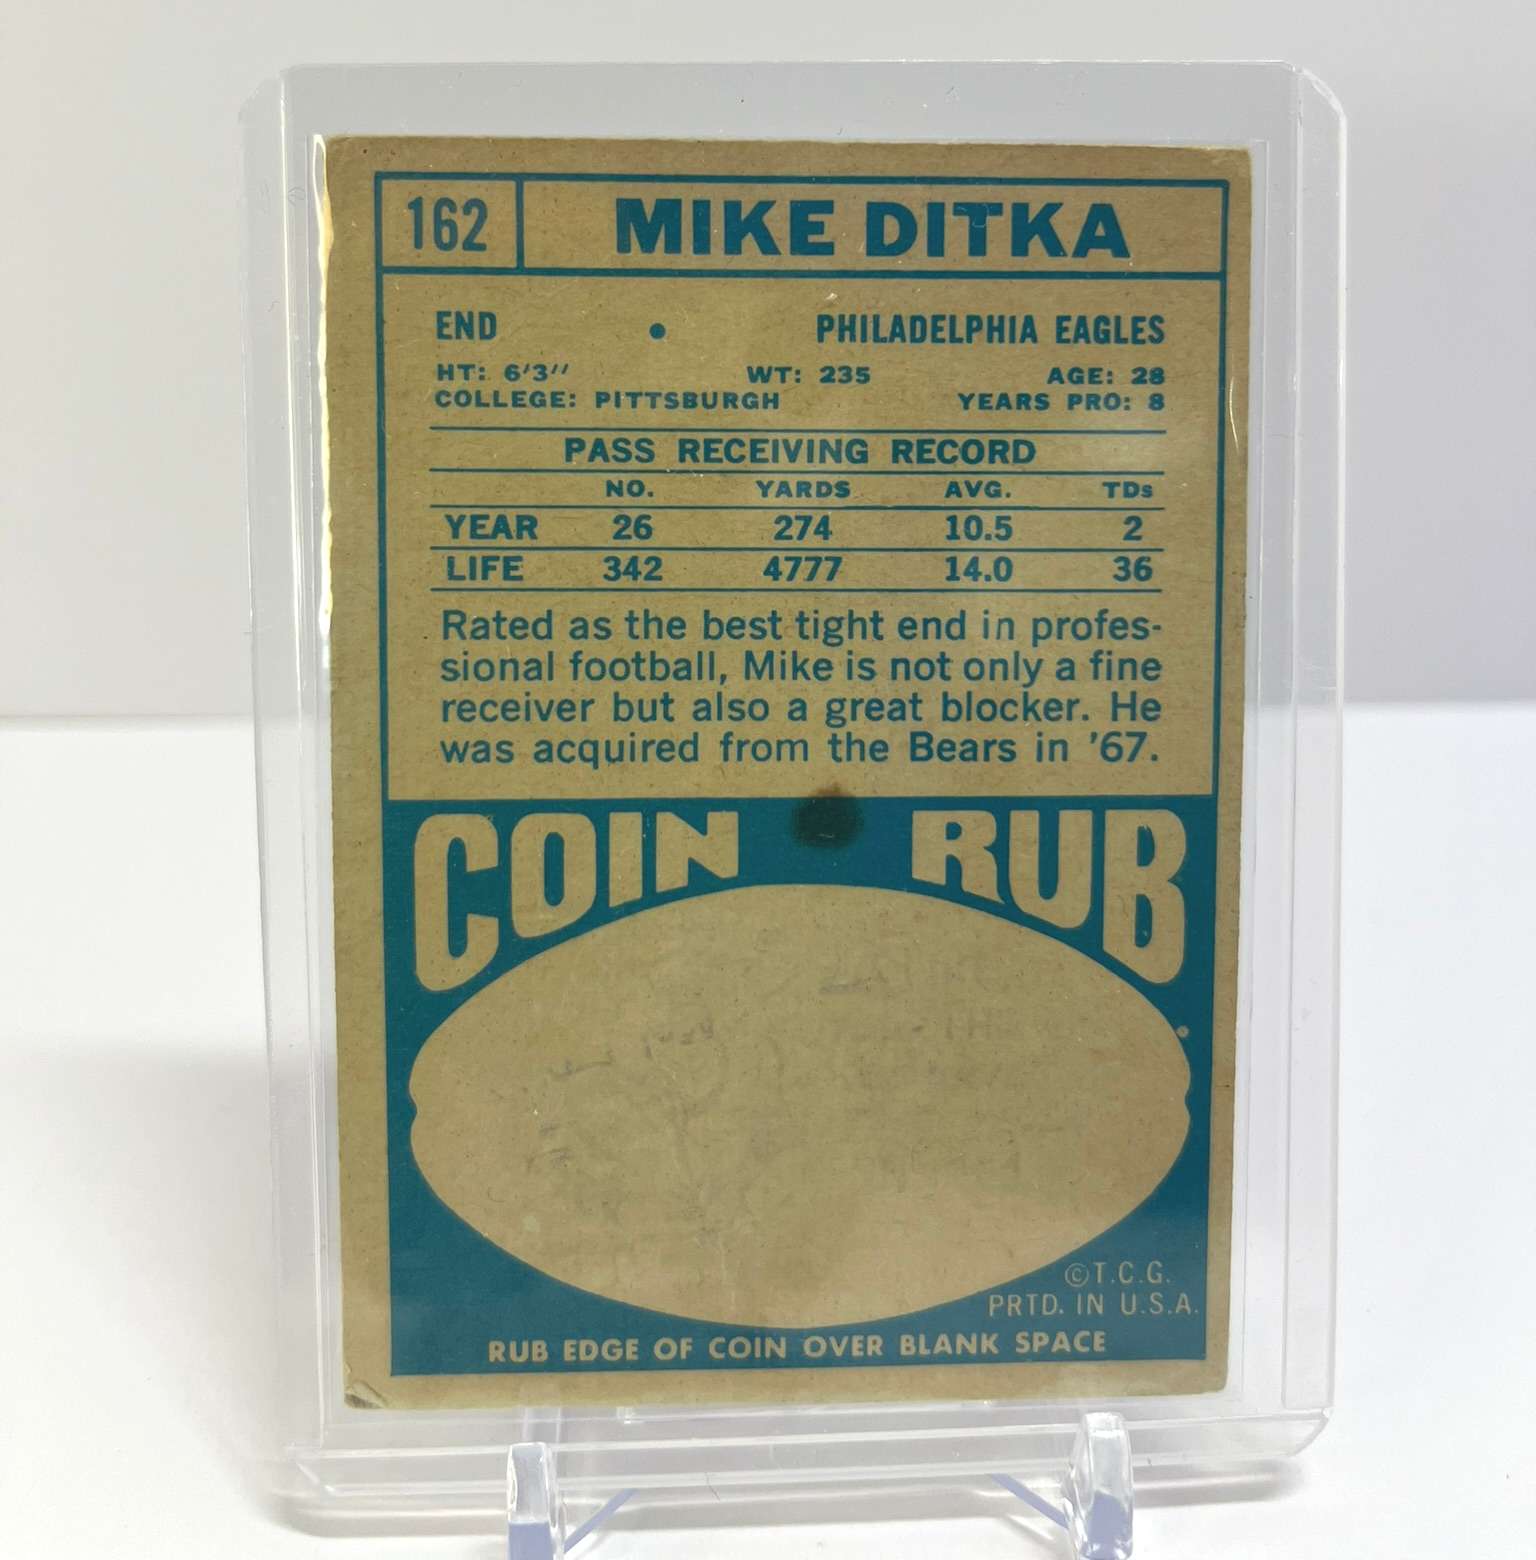 162 MIKE DITKA
END • PHILADELPHIA EAGLES
HT: 6'3'' WT: 235 AGE: 28
COLLEGE: PITTSBURGH YEARS PRO: 8
PASS RECEIVING RECORD
NO. YARDS AVG. TDs
YEAR 26 274 10.5 2
LIFE 342 4777 14.0 36
Rated as the best tight end in profes-
sional football, Mike is not only a fine
receiver but also a great blocker. He
was acquired from the Bears in '67.
COIN RUB
©T.C.G.
PRTD. IN U.S.A.
RUB EDGE OF COIN OVER BLANK SPACE